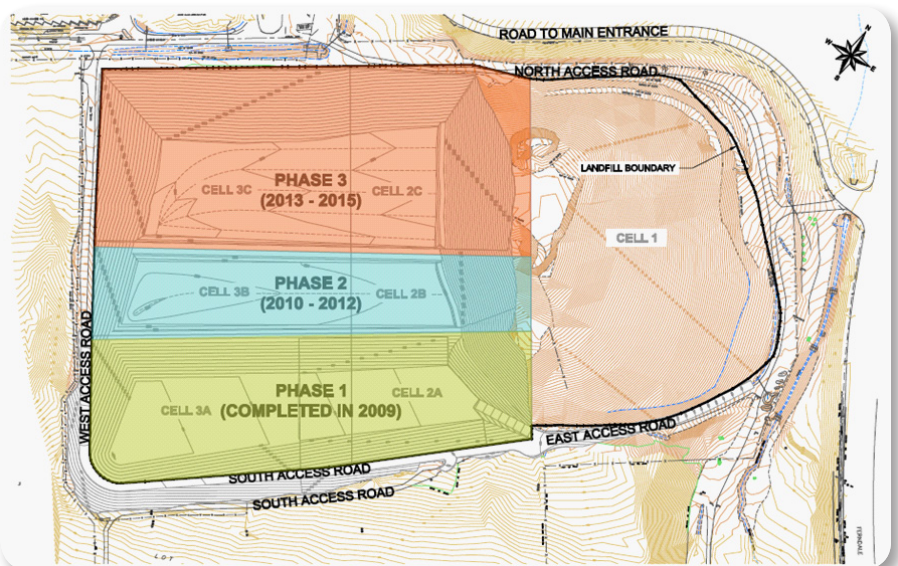 ROAD TO MAIN ENTRANCE
NORTH ACCESS ROAD
LANDFILL BOUNDARY
PHASE 3
(2013 - 2015)
CELL 3C
CELL 2C
CELL 1
PHASE 2
(2010 - 2012)
CELL 3B
CELL 2B
WEST ACCESS ROAD
PHASE 1
(COMPLETED IN 2009)
CELL 3A
CELL 2A
EAST ACCESS ROAD
SOUTH ACCESS ROAD
SOUTH ACCESS ROAD
LOT
FERNDALE